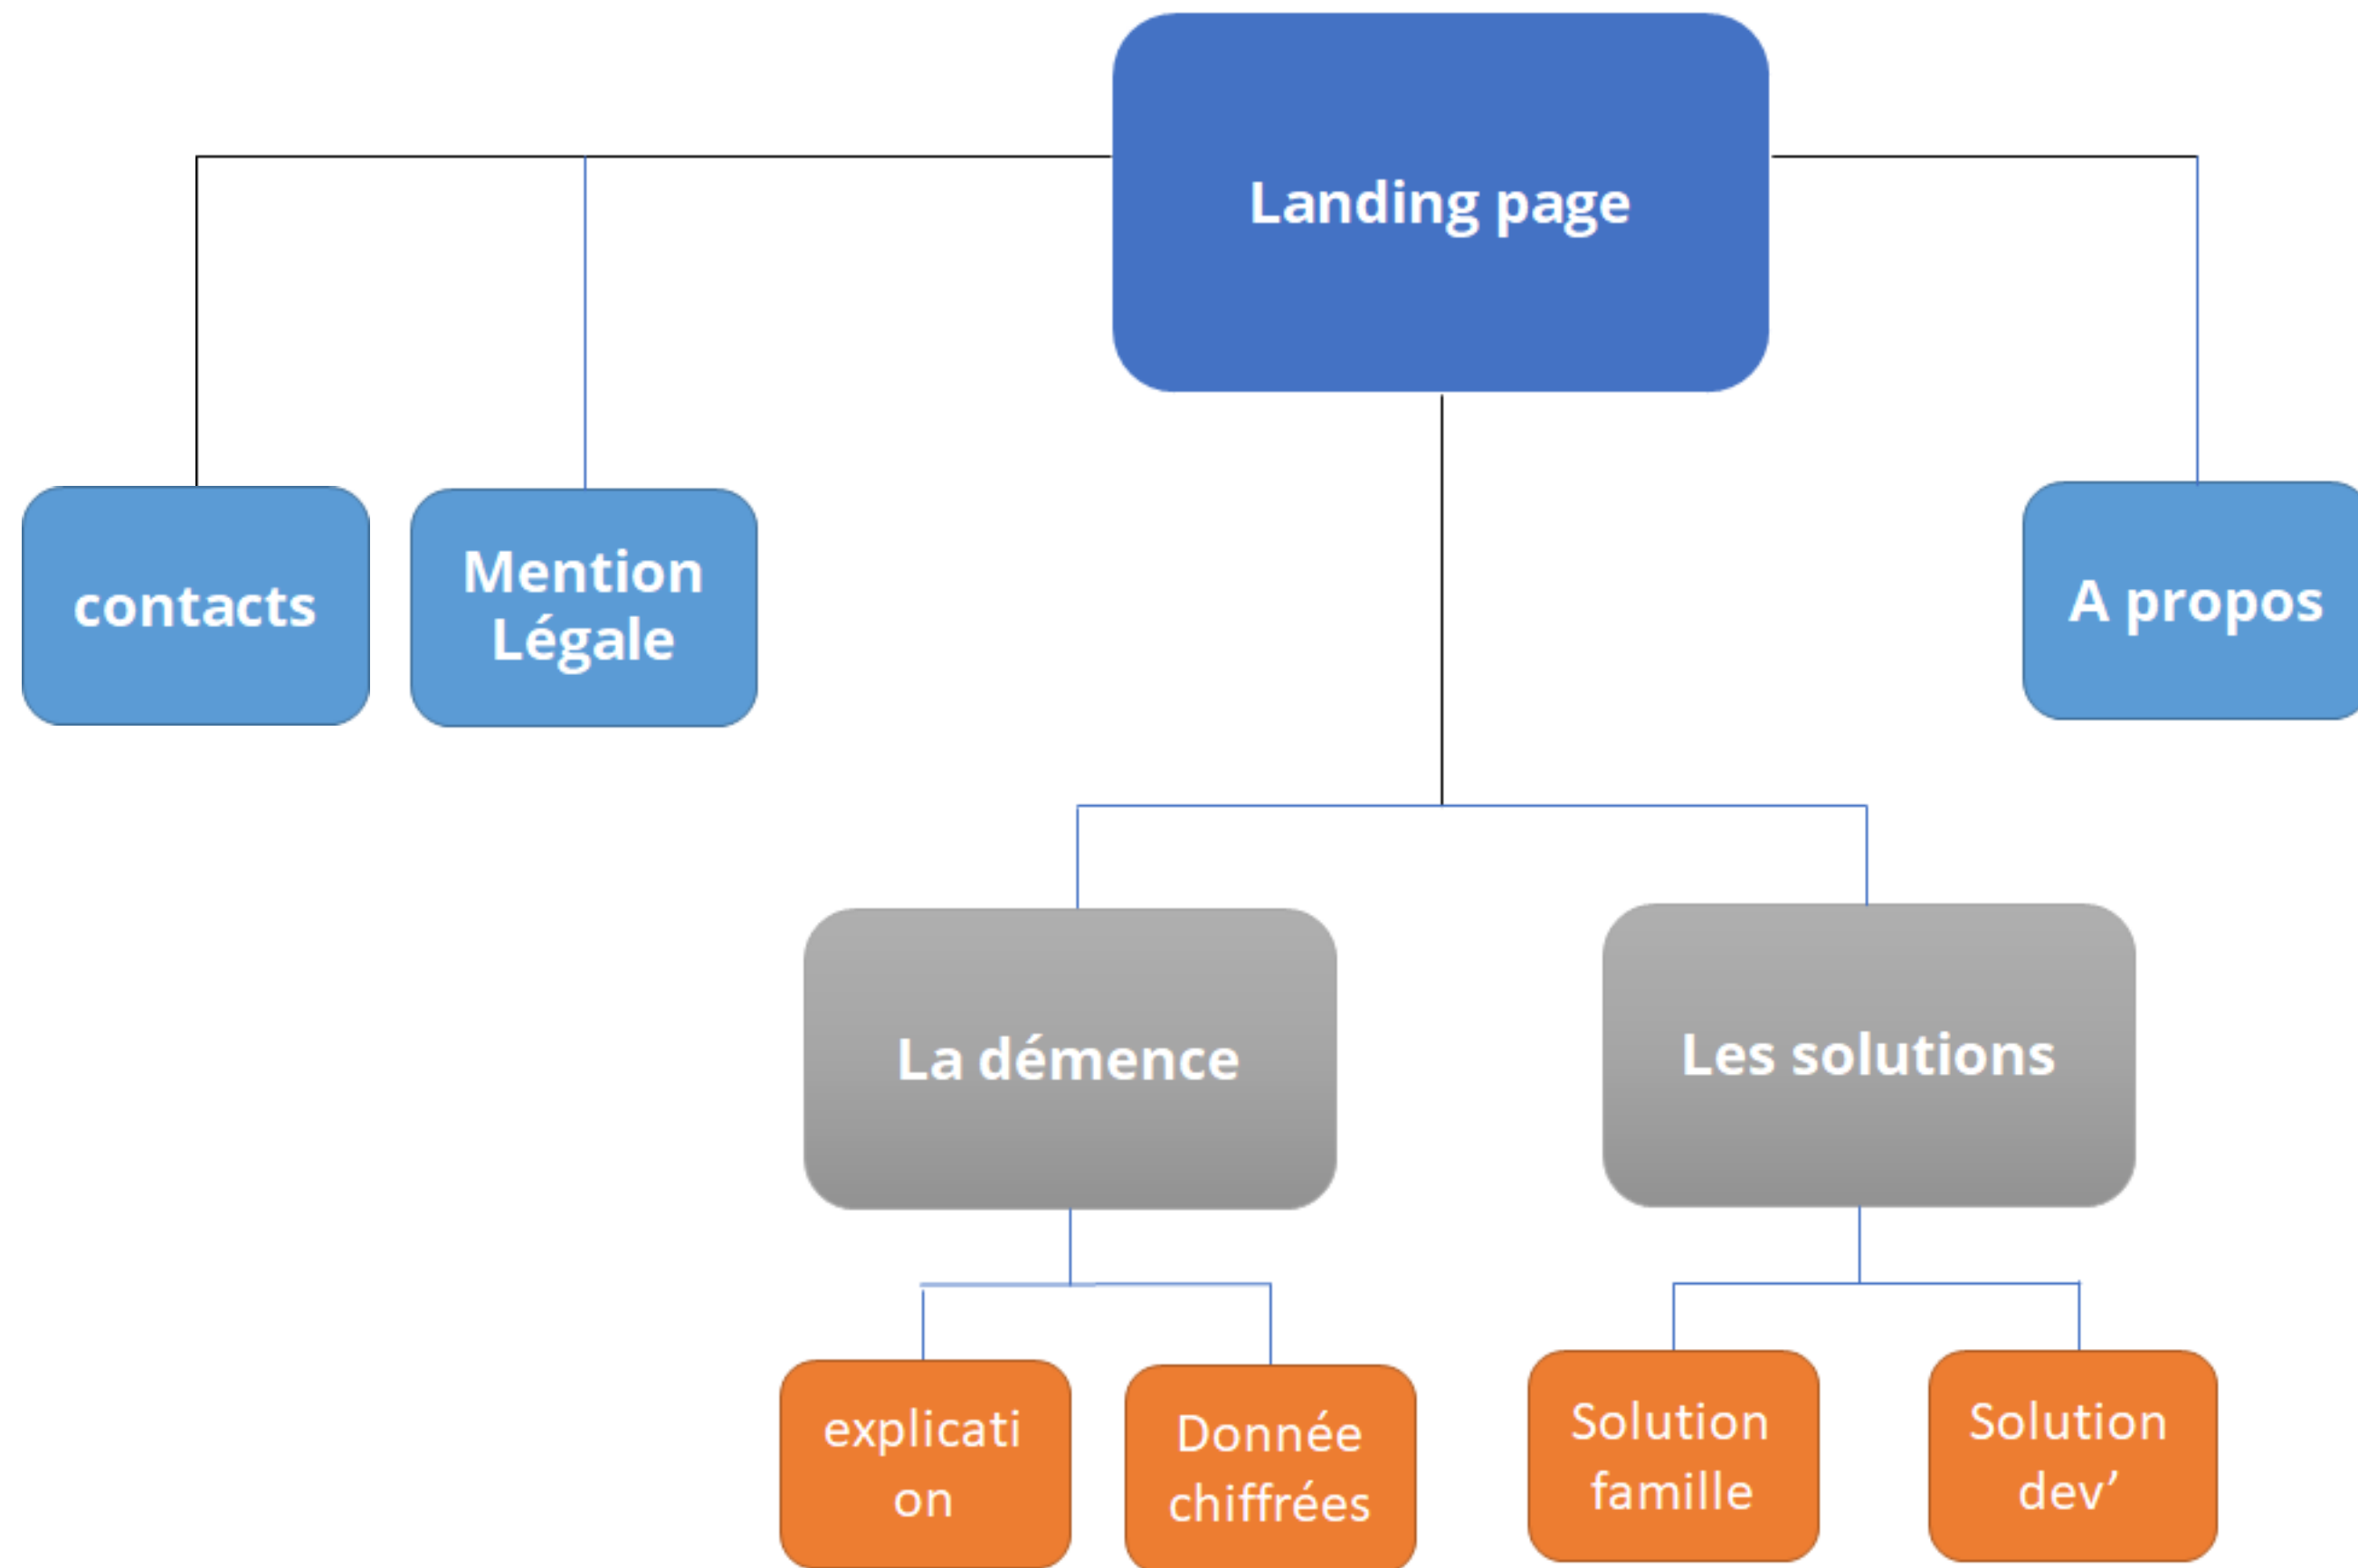 Landing page
contacts
Mention
Légale
A propos
La démence
Les solutions
explicati
on
Donnée
chiffrées
Solution
famille
Solution
dev’